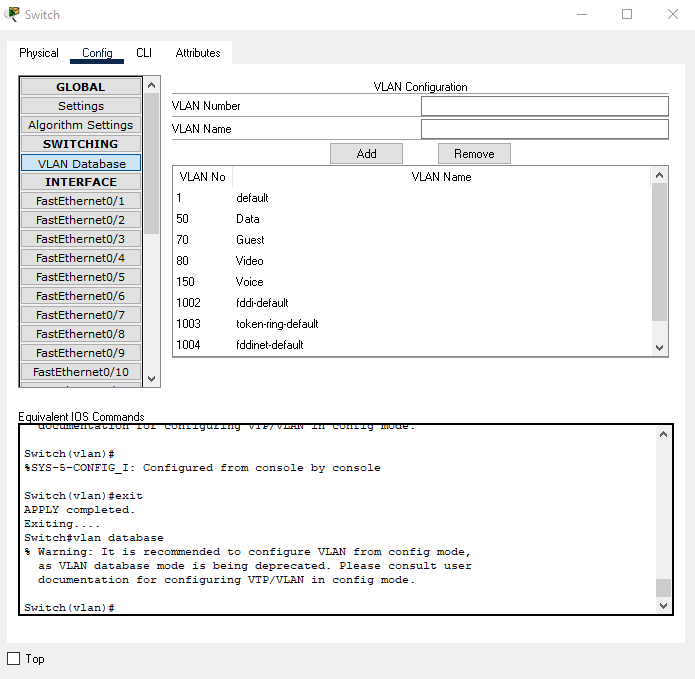 Switch
Physical Config CLI Attributes
GLOBAL
Settings
Algorithm Settings
SWITCHING
VLAN Database
INTERFACE
FastEthernet0/1
FastEthernet0/2
FastEthernet0/3
FastEthernet0/4
FastEthernet0/5
FastEthernet0/6
FastEthernet0/7
FastEthernet0/8
FastEthernet0/9
FastEthernet0/10
VLAN Configuration
VLAN Number
VLAN Name
Add Remove
VLAN No VLAN Name
1 default
50 Data
70 Guest
80 Video
150 Voice
1002 fddi-default
1003 token-ring-default
1004 fddinet-default
Equivalent IOS Commands
documentation for configuring VTP/VLAN in config mode.
Switch(vlan)#
%SYS-5-CONFIG_I: Configured from console by console
Switch(vlan)#exit
APPLY completed.
Exiting....
Switch#vlan database
% Warning: It is recommended to configure VLAN from config mode,
as VLAN database mode is being deprecated. Please consult user
documentation for configuring VTP/VLAN in config mode.
Switch(vlan)#
Top